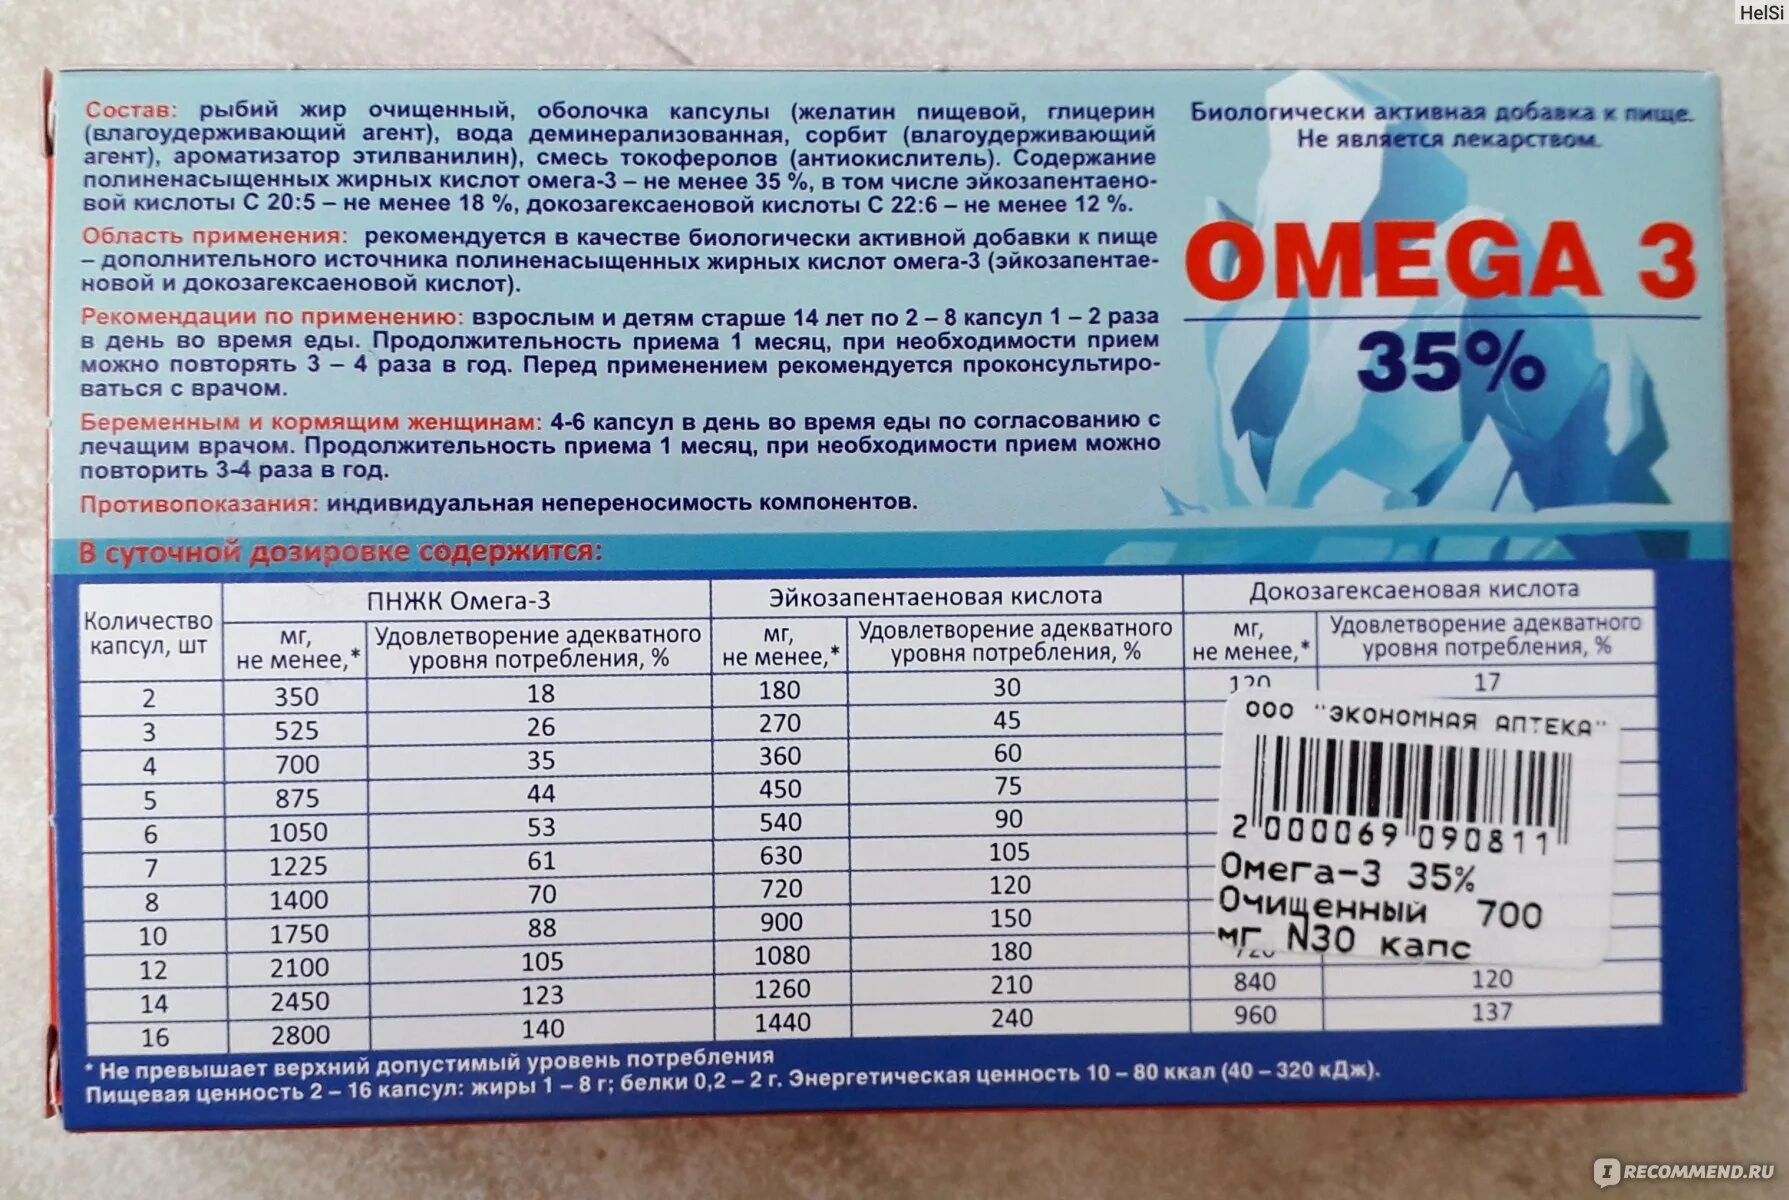 HelSi
Состав: рыбий жир очищенный, оболочка капсулы (желатин пищевой, глицерин
(влагоудерживающий агент), вода деминерализованная, сорбит (влагоудерживающий
агент), ароматизатор этилванилин), смесь токоферолов (антиокислитель). Содержание
полиненасыщенных жирных кислот омега-3 – не менее 35 %, в том числе эйкозапентаено-
вой кислоты С 20:5 – не менее 18 %, докозагексаеновой кислоты С 22:6 – не менее 12 %.
Область применения: рекомендуется в качестве биологически активной добавки к пище
– дополнительного источника полиненасыщенных жирных кислот омега-3 (эйкозапентае-
новой и докозагексаеновой кислот).
Рекомендации по применению: взрослым и детям старше 14 лет по 2 – 8 капсул 1 – 2 раза
в день во время еды. Продолжительность приема 1 месяц, при необходимости прием
можно повторять 3 – 4 раза в год. Перед применением рекомендуется проконсультиро-
ваться с врачом.
Беременным и кормящим женщинам: 4-6 капсул в день во время еды по согласованию с
лечащим врачом. Продолжительность приема 1 месяц, при необходимости прием можно
повторить 3-4 раза в год.
Противопоказания: индивидуальная непереносимость компонентов.
Биологически активная добавка к пище.
Не является лекарством.
OMEGA 3
35%
В суточной дозировке содержится:
Количество капсул, шт
ПНЖК Омега-3 Эйкозапентаеновая кислота Докозагексаеновая кислота
мг, не менее,* Удовлетворение адекватного уровня потребления, % мг, не менее,* Удовлетворение адекватного уровня потребления, % мг, не менее,* Удовлетворение адекватного уровня потребления, %
2 350 18 180 30 120 17
3 525 26 270 45
4 700 35 360 60
5 875 44 450 75
6 1050 53 540 90
7 1225 61 630 105
8 1400 70 720 120
10 1750 88 900 150
12 2100 105 1080 180
14 2450 123 1260 210 840 120
16 2800 140 1440 240 960 137
ООО "ЭКОНОМНАЯ АПТЕКА"
2 000069 090811
Омега-3 35%
Очищенный 700
мг N30 капс
* Не превышает верхний допустимый уровень потребления
Пищевая ценность 2 – 16 капсул: жиры 1 – 8 г; белки 0,2 – 2 г. Энергетическая ценность 10 – 80 ккал (40 – 320 кДж).
I RECOMMEND.RU